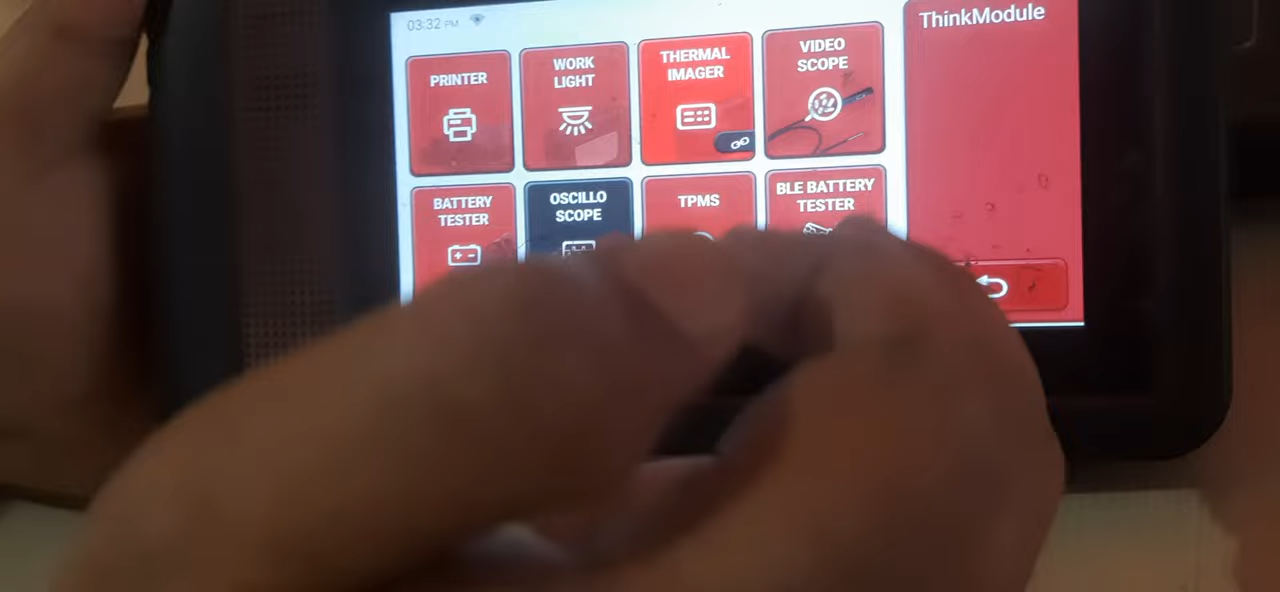 03:32 PM
ThinkModule
PRINTER
WORK
LIGHT
THERMAL
IMAGER
VIDEO
SCOPE
BATTERY
TESTER
OSCILLO
SCOPE
TPMS
BLE BATTERY
TESTER